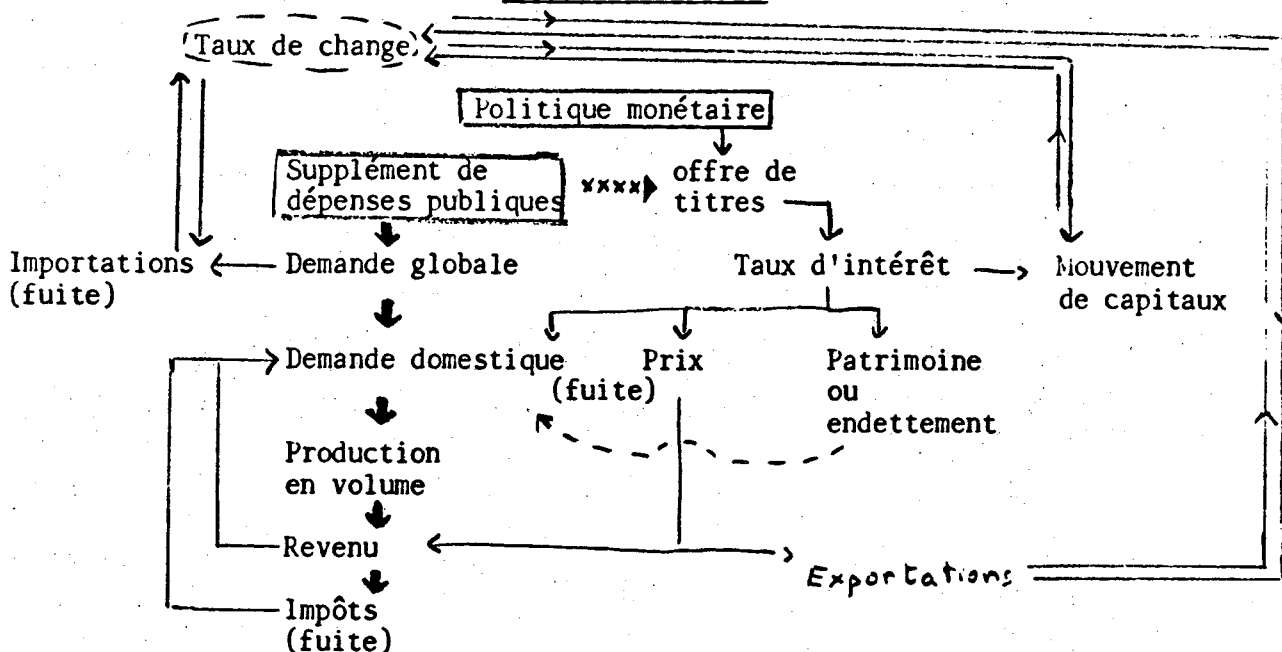 Taux de change
Politique monétaire
Supplément de
dépenses publiques
offre de
titres
Importations
(fuite)
Demande globale
Taux d'intérêt
Mouvement
de capitaux
Demande domestique
(fuite)
Prix
Patrimoine
ou
endettement
Production
en volume
Revenu
Exportations
Impôts
(fuite)